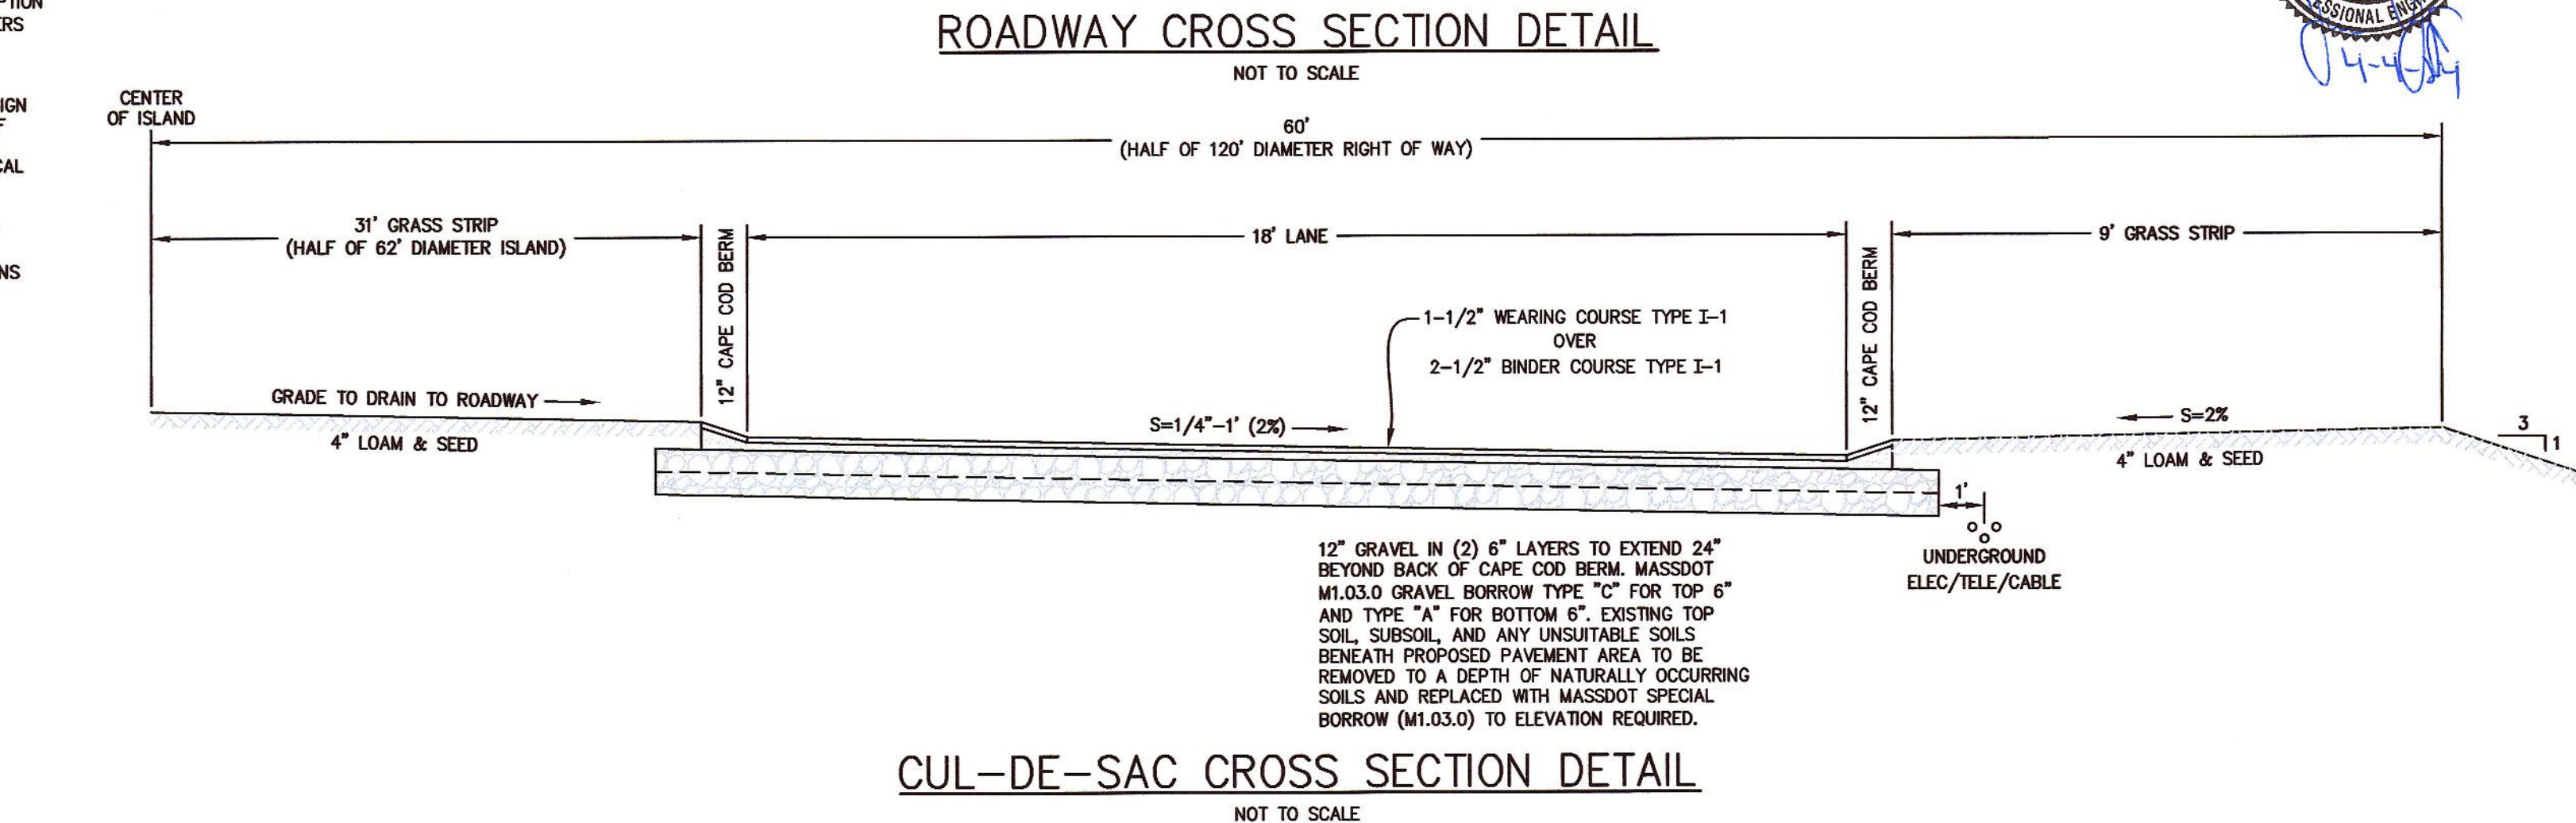 ROADWAY CROSS SECTION DETAIL
NOT TO SCALE
CENTER
OF ISLAND
60'
(HALF OF 120' DIAMETER RIGHT OF WAY)
31' GRASS STRIP
(HALF OF 62' DIAMETER ISLAND)
12" CAPE COD BERM
18' LANE
12" CAPE COD BERM
9' GRASS STRIP
1-1/2" WEARING COURSE TYPE I-1
OVER
2-1/2" BINDER COURSE TYPE I-1
GRADE TO DRAIN TO ROADWAY
4" LOAM & SEED
S=1/4"-1' (2%)
S=2%
4" LOAM & SEED
3
1
1'
UNDERGROUND
ELEC/TELE/CABLE
12" GRAVEL IN (2) 6" LAYERS TO EXTEND 24"
BEYOND BACK OF CAPE COD BERM. MASSDOT
M1.03.0 GRAVEL BORROW TYPE "C" FOR TOP 6"
AND TYPE "A" FOR BOTTOM 6". EXISTING TOP
SOIL, SUBSOIL, AND ANY UNSUITABLE SOILS
BENEATH PROPOSED PAVEMENT AREA TO BE
REMOVED TO A DEPTH OF NATURALLY OCCURRING
SOILS AND REPLACED WITH MASSDOT SPECIAL
BORROW (M1.03.0) TO ELEVATION REQUIRED.
CUL-DE-SAC CROSS SECTION DETAIL
NOT TO SCALE